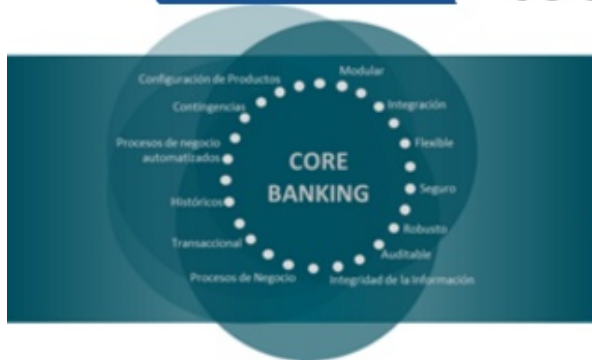 Configuración de Productos
Modular
Contingencias
Integración
Procesos de negocio
automatizados
Flexible
CORE
BANKING
Seguro
Históricos
Robusto
Transaccional
Auditable
Procesos de Negocio
Integridad de la Información